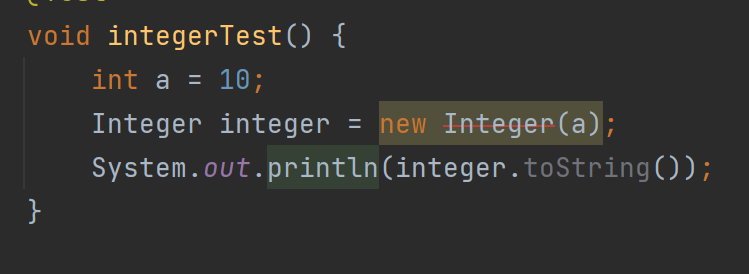 void integerTest() {
int a = 10;
Integer integer = new Integer(a);
System.out.println(integer.toString());
}